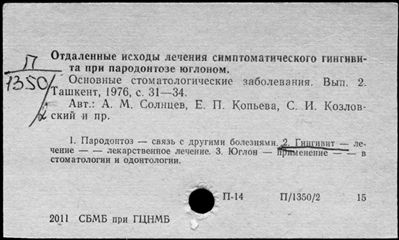 П
1350/2
Отдаленные исходы лечения симптоматического гингиви-
та при пародонтозе юглоном.
Основные стоматологические заболевания. Вып. 2.
Ташкент, 1976, с. 31—34.
Авт.: А. М. Солнцев, Е. П. Копьева, С. И. Козлов-
ский и пр.
1. Пародонтоз — связь с другими болезнями. 2. Гингивит — ле-
чение — — лекарственное лечение. 3. Юглон — применение — — в
стоматологии и одонтологии.
П-14 П/1350/2 15
2011 СБМБ при ГЦНМБ